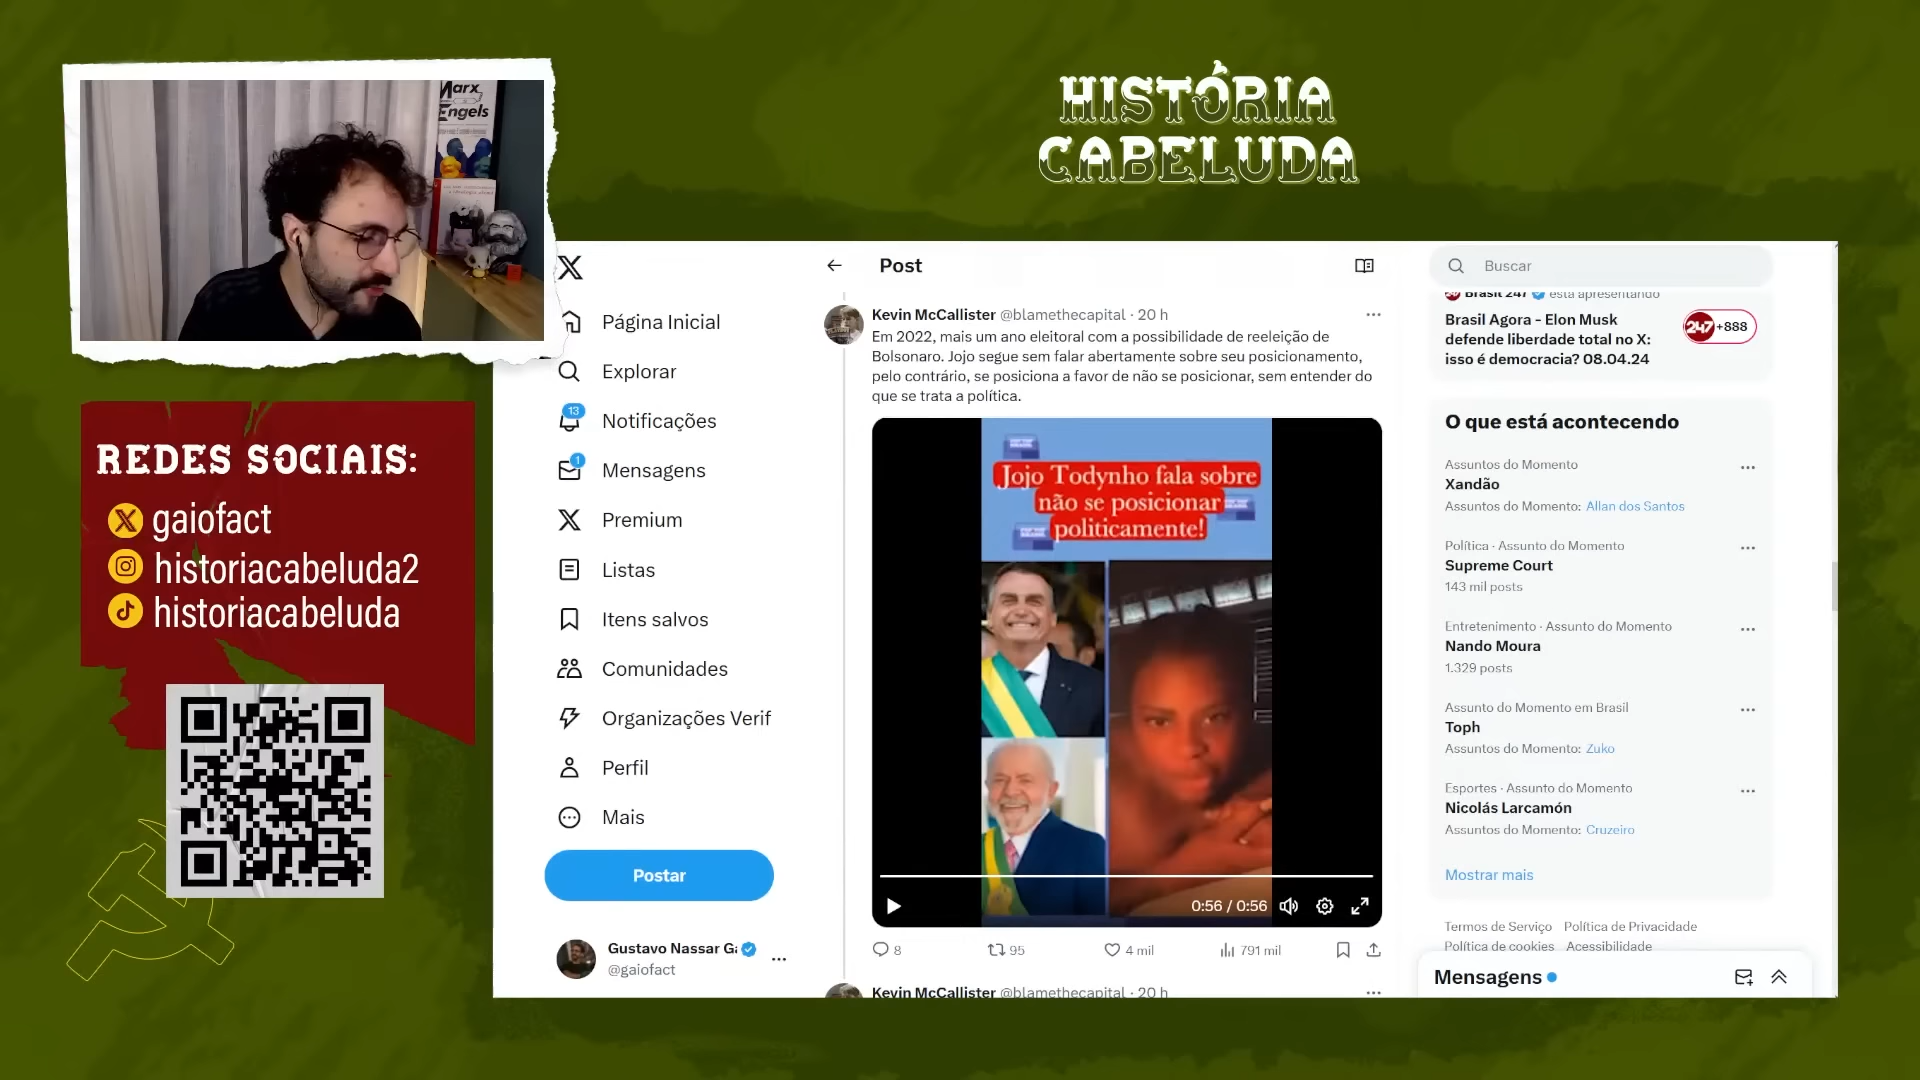 HISTÓRIA
CABELUDA
Marx
Engels
REDES SOCIAIS:
gaiofact
historiacabeluda2
historiacabeluda
Página Inicial
Explorar
13
Notificações
1
Mensagens
Premium
Listas
Itens salvos
Comunidades
Organizações Verif
Perfil
Mais
Postar
Gustavo Nassar Ga
@gaiofact
Post
Kevin McCallister @blamethecapital · 20 h
Em 2022, mais um ano eleitoral com a possibilidade de reeleição de
Bolsonaro. Jojo segue sem falar abertamente sobre seu posicionamento,
pelo contrário, se posiciona a favor de não se posicionar, sem entender do
que se trata a política.
Jojo Todynho fala sobre
não se posicionar
politicamente!
0:56 / 0:56
8
95
4 mil
791 mil
Kevin McCallister @blamethecapital · 20 h
Buscar
Brasil 247 está apresentando
Brasil Agora - Elon Musk
defende liberdade total no X:
isso é democracia? 08.04.24
247 +888
O que está acontecendo
Assuntos do Momento
Xandão
Assuntos do Momento: Allan dos Santos
Política · Assunto do Momento
Supreme Court
143 mil posts
Entretenimento · Assunto do Momento
Nando Moura
1.329 posts
Assunto do Momento em Brasil
Toph
Assuntos do Momento: Zuko
Esportes · Assunto do Momento
Nicolás Larcamón
Assuntos do Momento: Cruzeiro
Mostrar mais
Termos de Serviço Política de Privacidade
Política de cookies Acessibilidade
Mensagens